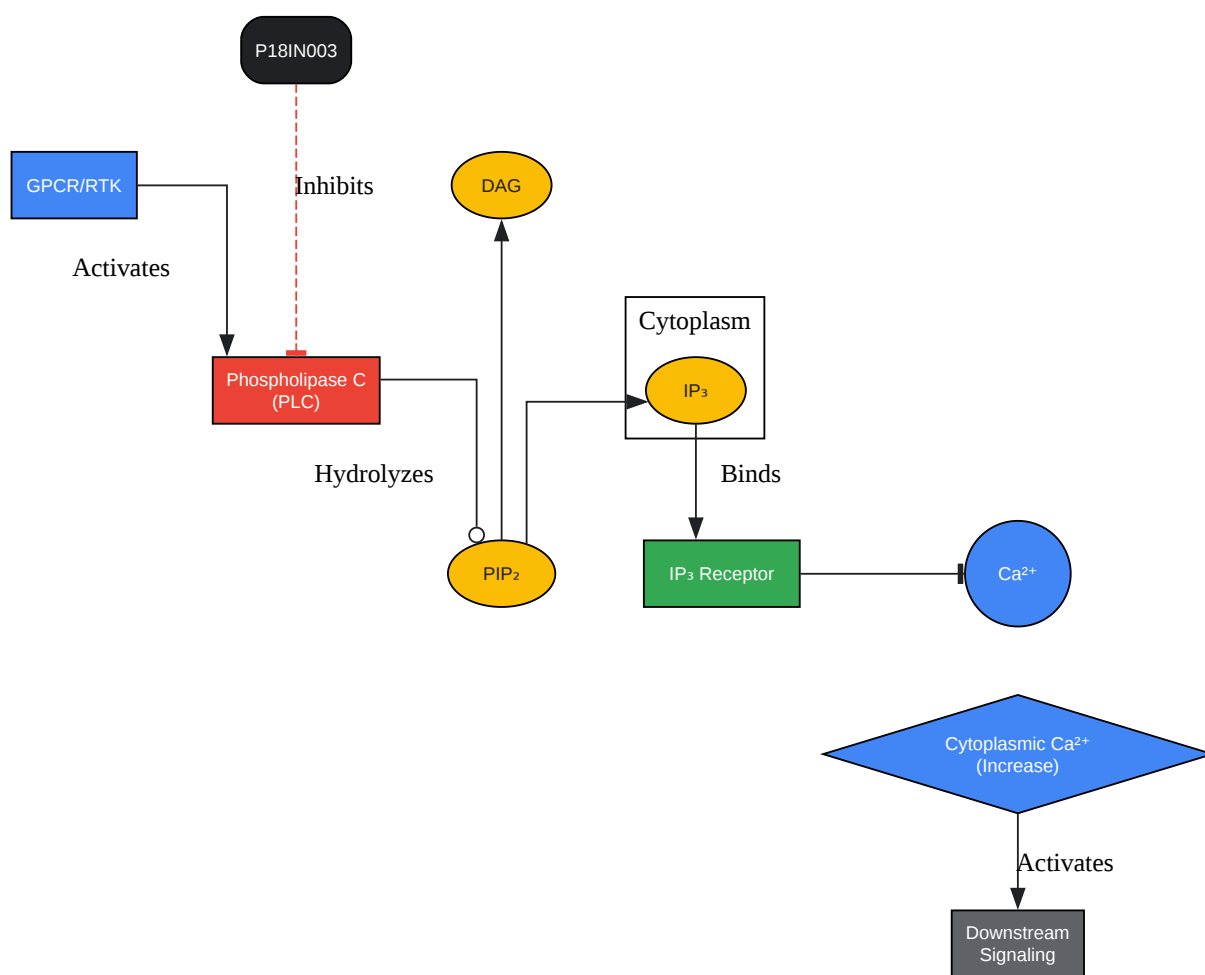 P18IN003
GPCR/RTK
Inhibits
DAG
Activates
Cytoplasm
Phospholipase C
(PLC)
IP₃
Hydrolyzes
Binds
PIP₂
IP₃ Receptor
Ca²⁺
Cytoplasmic Ca²⁺
(Increase)
Activates
Downstream
Signaling